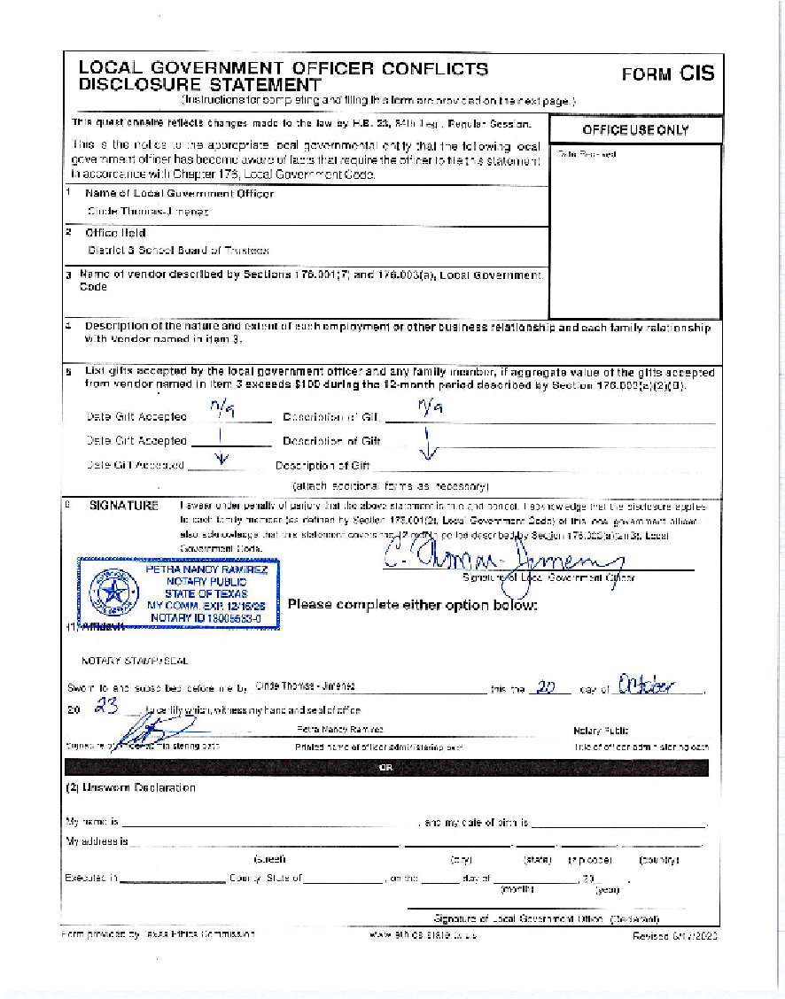 LOCAL GOVERNMENT OFFICER CONFLICTS
DISCLOSURE STATEMENT
FORM CIS
(Instructions for completing and filing this form are provided on the next page.)
This questionnaire reflects changes made to the law by H.B. 23, 84th Leg., Regular Session.
OFFICE USE ONLY
This is the notice to the appropriate local governmental entity that the following local
government officer has become aware of facts that require the officer to file this statement
in accordance with Chapter 176, Local Government Code.
Date Received
1 Name of Local Government Officer
Cinde Thomas-Jimenez
2 Office Held
District 3 School Board of Trustees
3 Name of vendor described by Sections 176.001(7) and 176.003(a), Local Government
Code
4 Description of the nature and extent of each employment or other business relationship and each family relationship
with vendor named in item 3.
5 List gifts accepted by the local government officer and any family member, if aggregate value of the gifts accepted
from vendor named in item 3 exceeds $100 during the 12-month period described by Section 176.003(a)(2)(B).
Date Gift Accepted n/a Description of Gift n/a
Date Gift Accepted Description of Gift
Date Gift Accepted Description of Gift
(attach additional forms as necessary)
6 SIGNATURE I swear under penalty of perjury that the above statement is true and correct. I acknowledge that the disclosure applies
to each family member (as defined by Section 176.001(2), Local Government Code) of this local government officer.
also acknowledge that this statement covers the 12-month period described by Section 176.003(a)(2)(B), Local
Government Code.
C. Thomas-Jimenez
Signature of Local Government Officer
PETRA NANCY RAMIREZ
NOTARY PUBLIC
STATE OF TEXAS
MY COMM. EXP. 12/15/25
NOTARY ID 13005583-0
Please complete either option below:
(1) Affidavit
NOTARY STAMP/SEAL
Sworn to and subscribed before me by Cinde Thomas - Jimenez this the 20 day of October,
20 23, to certify which, witness my hand and seal of office.
Petra Nancy Ramirez Notary Public
Signature of officer administering oath Printed name of officer administering oath Title of officer administering oath
OR
(2) Unsworn Declaration
My name is , and my date of birth is .
My address is , , , , .
(street) (city) (state) (zip code) (country)
Executed in County, State of , on the day of , 20 .
(month) (year)
Signature of Local Government Officer (Declarant)
Form provided by Texas Ethics Commission www.ethics.state.tx.us Revised 8/17/2020